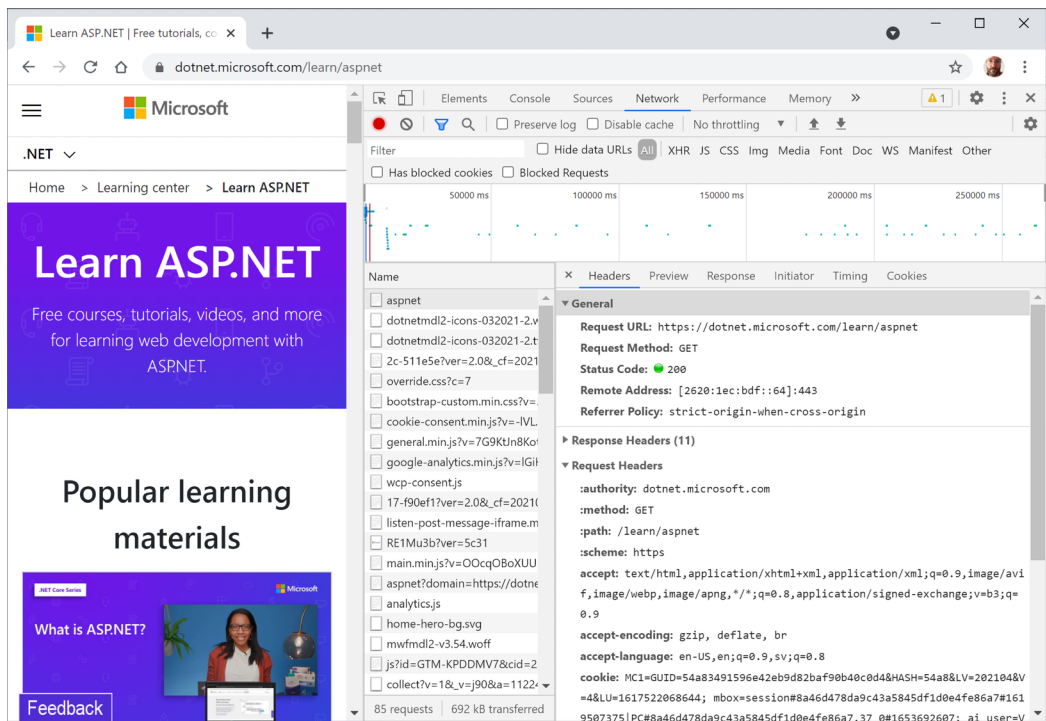 Learn ASP.NET | Free tutorials, co
dotnet.microsoft.com/learn/aspnet
Microsoft
.NET
Home > Learning center > Learn ASP.NET
Learn ASP.NET
Free courses, tutorials, videos, and more
for learning web development with
ASP.NET.
Popular learning
materials
.NET Core Series
Microsoft
What is ASP.NET?
Feedback
Elements Console Sources Network Performance Memory 1
Preserve log Disable cache No throttling
Filter Hide data URLs All XHR JS CSS Img Media Font Doc WS Manifest Other
Has blocked cookies Blocked Requests
50000 ms 100000 ms 150000 ms 200000 ms 250000 ms
Name
aspnet
dotnetmdl2-icons-032021-2.w
dotnetmdl2-icons-032021-2.t
2c-511e5e?ver=2.0&_cf=2021
override.css?c=7
bootstrap-custom.min.css?v=
cookie-consent.min.js?v=-IVL
general.min.js?v=7G9KtJn8Ko
google-analytics.min.js?v=IGi
wcp-consent.js
17-f90ef1?ver=2.0&_cf=2021
listen-post-message-iframe.m
RE1Mu3b?ver=5c31
main.min.js?v=OOcqOBoXUU
aspnet?domain=https://dotne
analytics.js
home-hero-bg.svg
mwfmdl2-v3.54.woff
js?id=GTM-KPDDMV7&cid=2
collect?v=1&_v=j90&a=11224
85 requests 692 kB transferred
Headers Preview Response Initiator Timing Cookies
General
Request URL: https://dotnet.microsoft.com/learn/aspnet
Request Method: GET
Status Code: 200
Remote Address: [2620:1ec:bdf::64]:443
Referrer Policy: strict-origin-when-cross-origin
Response Headers (11)
Request Headers
:authority: dotnet.microsoft.com
:method: GET
:path: /learn/aspnet
:scheme: https
accept: text/html,application/xhtml+xml,application/xml;q=0.9,image/avi
f,image/webp,image/apng,*/*;q=0.8,application/signed-exchange;v=b3;q=
0.9
accept-encoding: gzip, deflate, br
accept-language: en-US,en;q=0.9,sv;q=0.8
cookie: MC1=GUID=54a83491596e42eb9d82baf90b40c0d4&HASH=54a8&LV=202104&V
=4&LU=1617522068644; mbox=session#8a46d478da9c43a5845df1d0e4fe86a7#161
9507375|PC#8a46d478da9c43a5845df1d0e4fe86a7.37_0#1653692607; ai_user=V